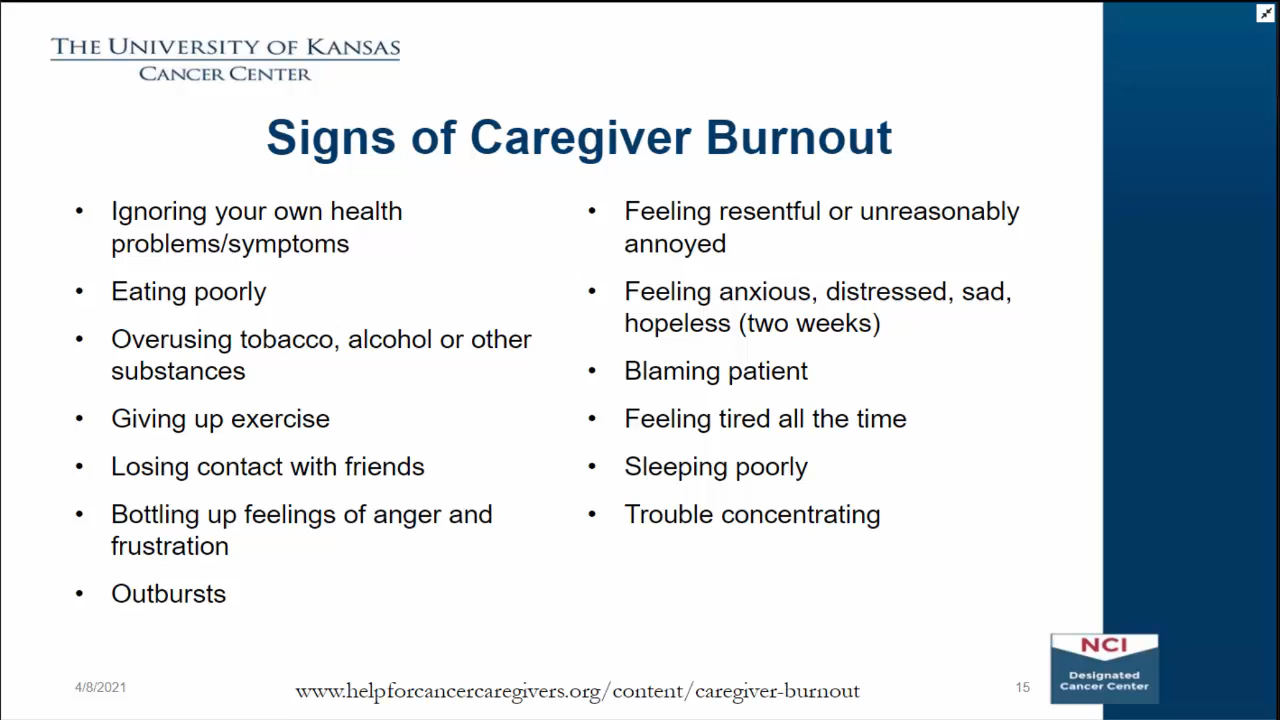 THE UNIVERSITY OF KANSAS
CANCER CENTER
Signs of Caregiver Burnout
• Ignoring your own health
problems/symptoms
• Eating poorly
• Overusing tobacco, alcohol or other
substances
• Giving up exercise
• Losing contact with friends
• Bottling up feelings of anger and
frustration
• Outbursts
• Feeling resentful or unreasonably
annoyed
• Feeling anxious, distressed, sad,
hopeless (two weeks)
• Blaming patient
• Feeling tired all the time
• Sleeping poorly
• Trouble concentrating
4/8/2021
www.helpforcancercaregivers.org/content/caregiver-burnout
15
NCI
Designated
Cancer Center